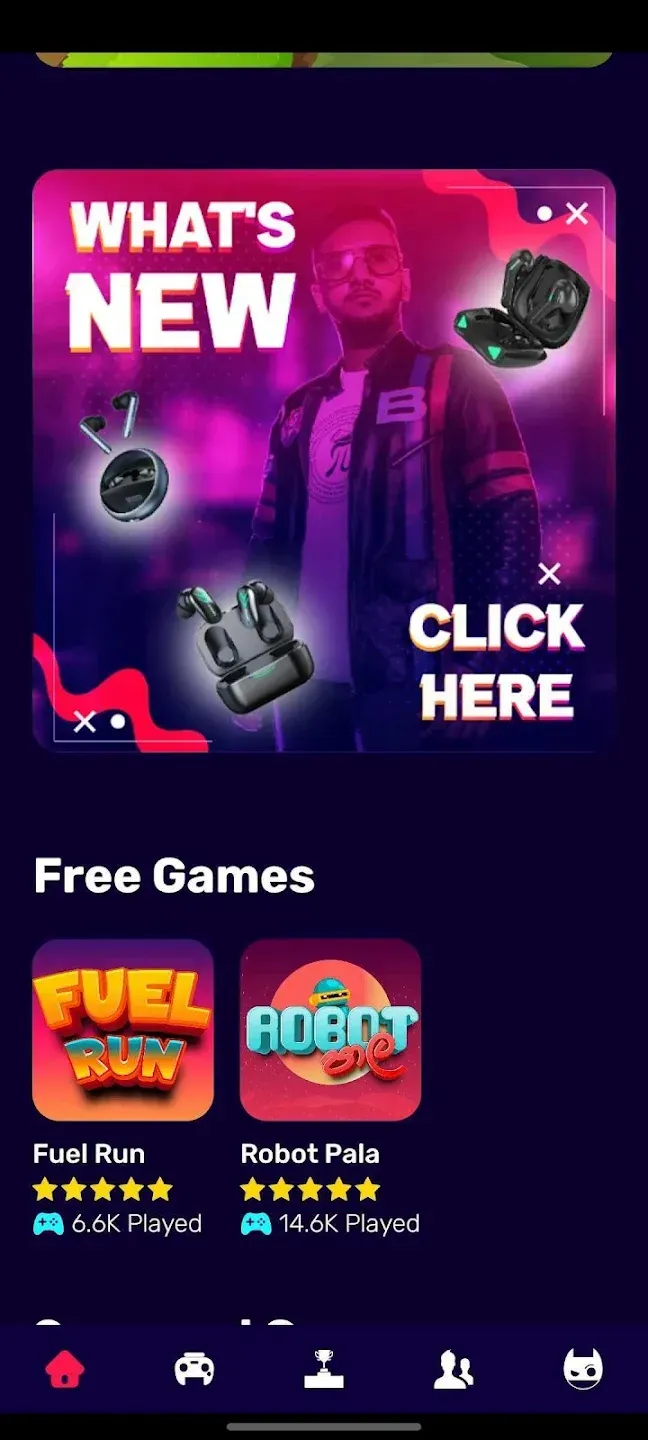 WHAT'S
NEW
B
CLICK
HERE
Free Games
FUEL
RUN
ROBOT
පාල
Fuel Run
Robot Pala
6.6K Played
14.6K Played